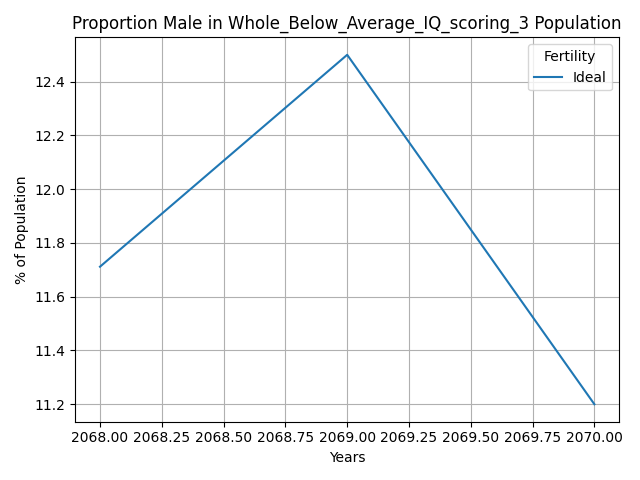 Proportion Male in Whole_Below_Average_IQ_scoring_3 Population
Fertility
Ideal
% of Population
12.4
12.2
12.0
11.8
11.6
11.4
11.2
2068.00 2068.25 2068.50 2068.75 2069.00 2069.25 2069.50 2069.75 2070.00
Years